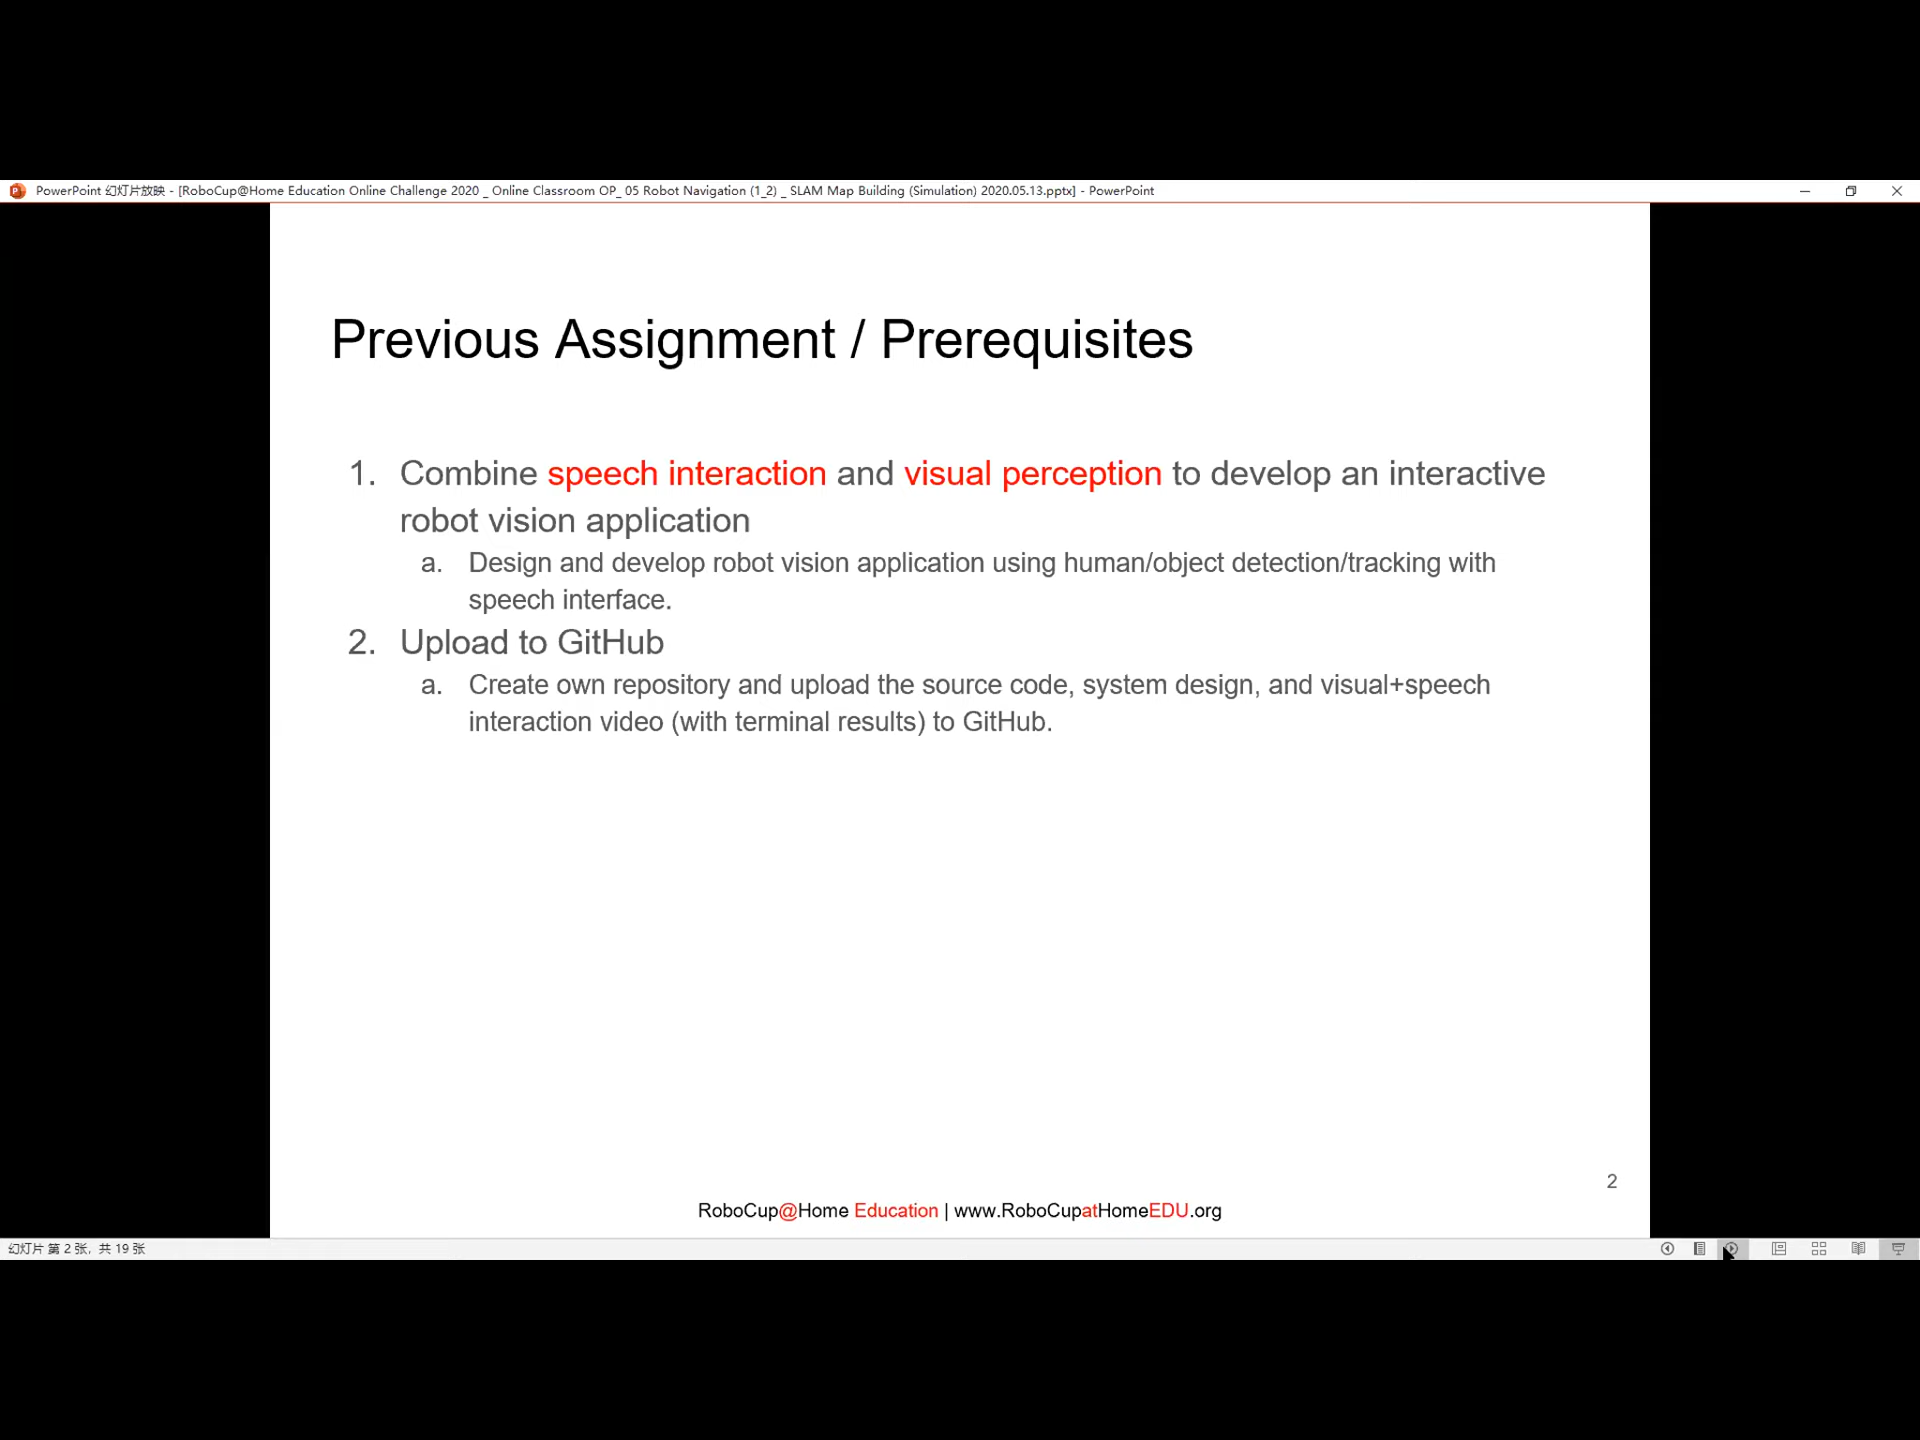 PowerPoint 幻灯片放映 - [RoboCup@Home Education Online Challenge 2020 _ Online Classroom OP_ 05 Robot Navigation (1_2) _ SLAM Map Building (Simulation) 2020.05.13.pptx] - PowerPoint
Previous Assignment / Prerequisites
1. Combine speech interaction and visual perception to develop an interactive
robot vision application
a. Design and develop robot vision application using human/object detection/tracking with
speech interface.
2. Upload to GitHub
a. Create own repository and upload the source code, system design, and visual+speech
interaction video (with terminal results) to GitHub.
2
RoboCup@Home Education | www.RoboCupatHomeEDU.org
幻灯片 第 2 张，共 19 张